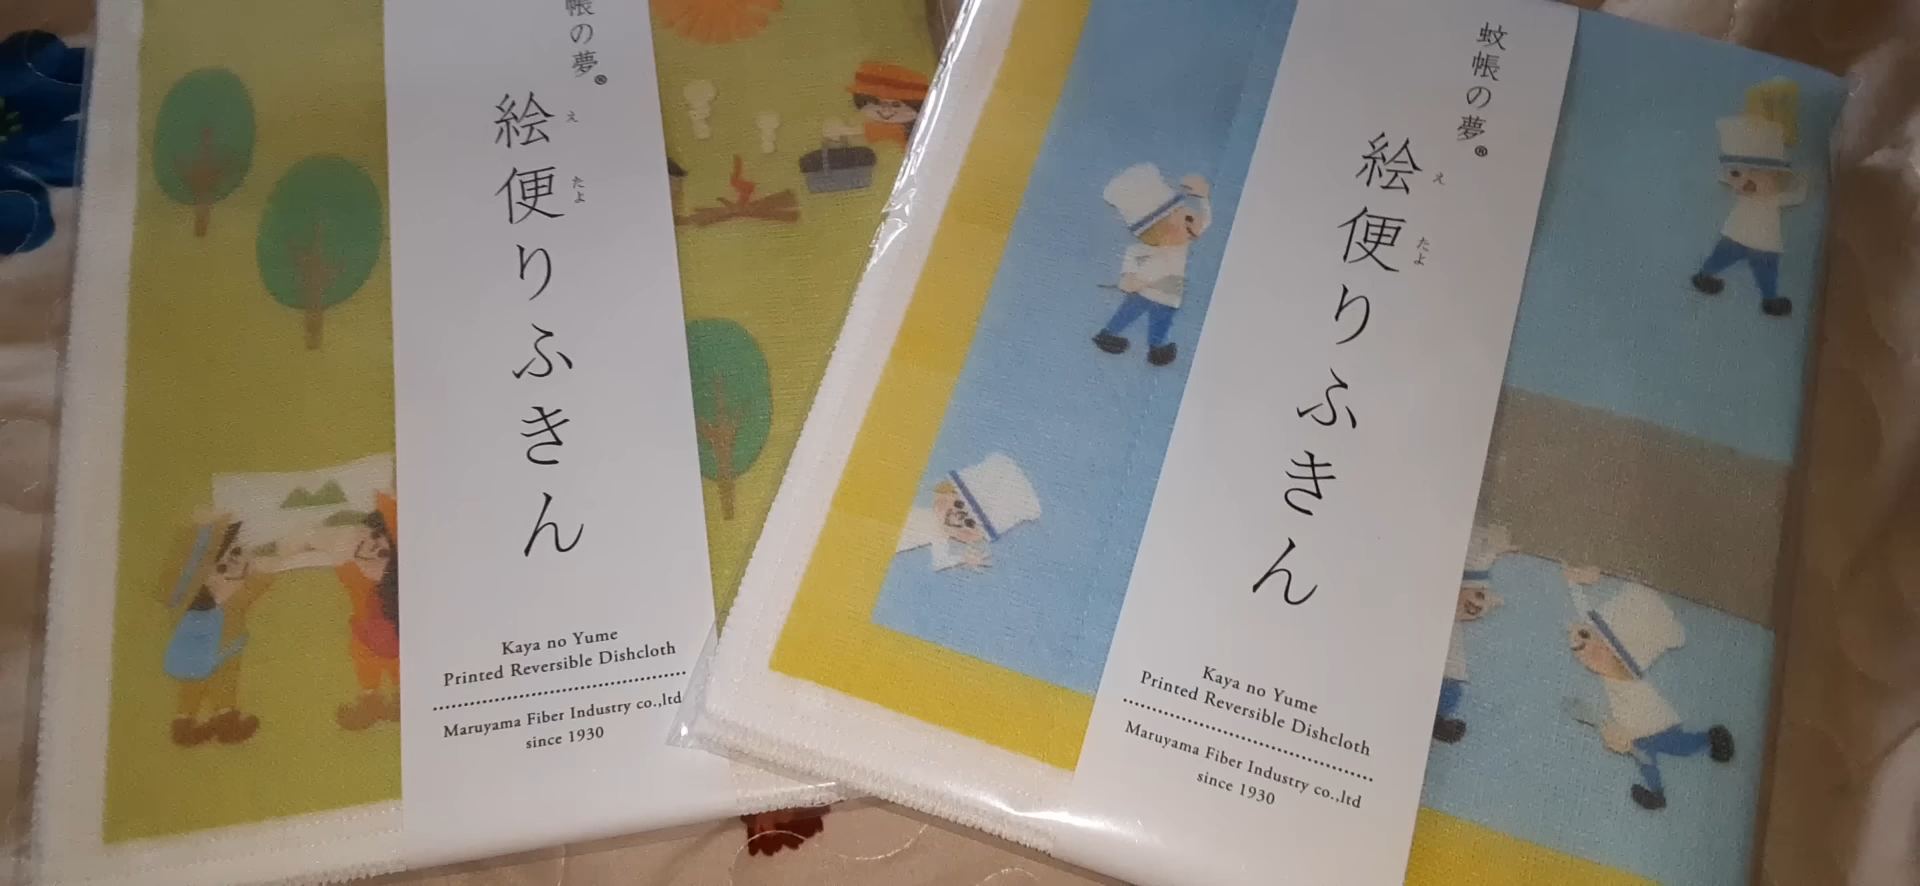 帳の夢®
絵便りふきん
え
たよ
Kaya no Yume
Printed Reversible Dishcloth
Maruyama Fiber Industry co.,ltd
since 1930
蚊帳の夢®
絵便りふきん
え
たよ
Kaya no Yume
Printed Reversible Dishcloth
Maruyama Fiber Industry co.,ltd
since 1930